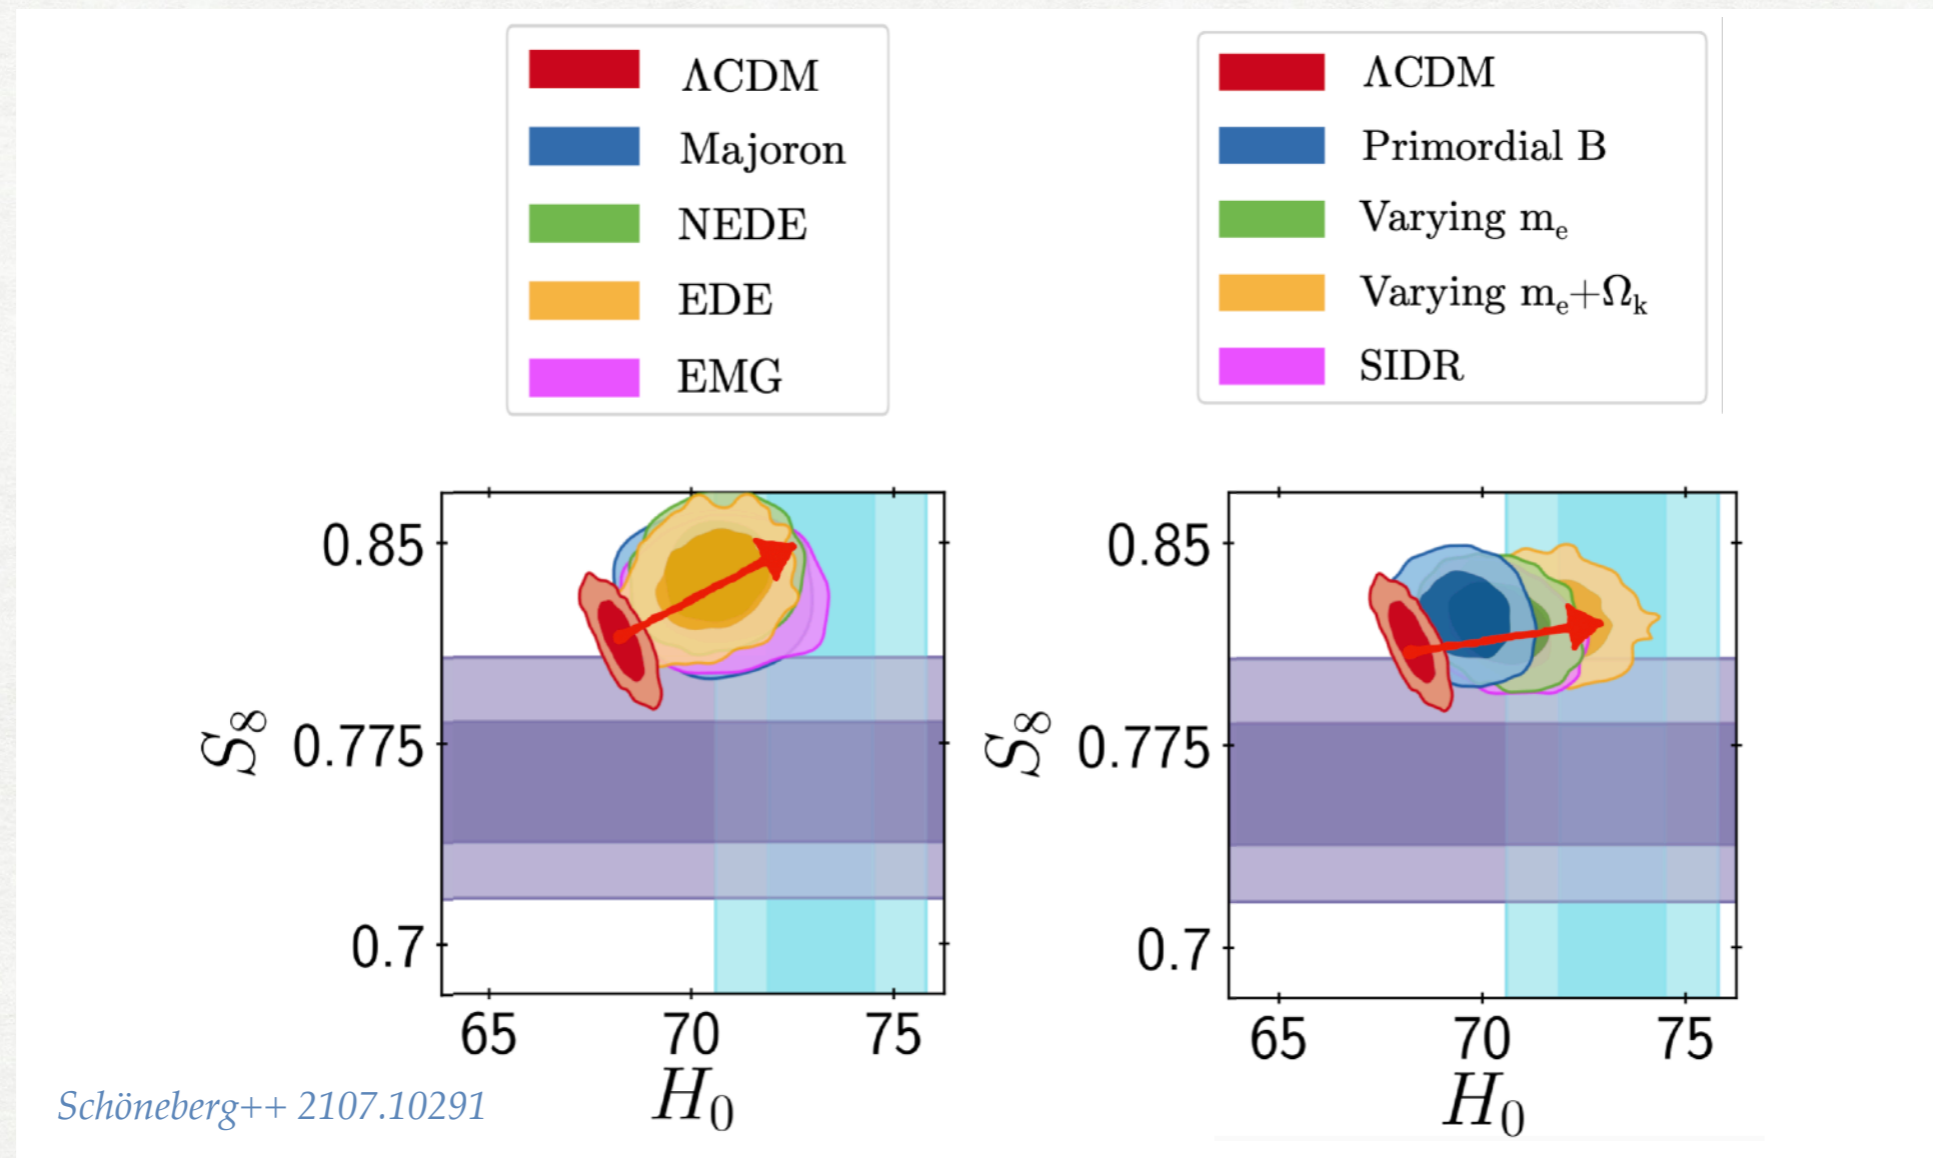 ΛCDM
Majoron
NEDE
EDE
EMG
ΛCDM
Primordial B
Varying mₑ
Varying mₑ+Ωₖ
SIDR
0.85
0.775
0.7
S₈
65 70 75
H₀
0.85
0.775
0.7
S₈
65 70 75
H₀
Schöneberg++ 2107.10291